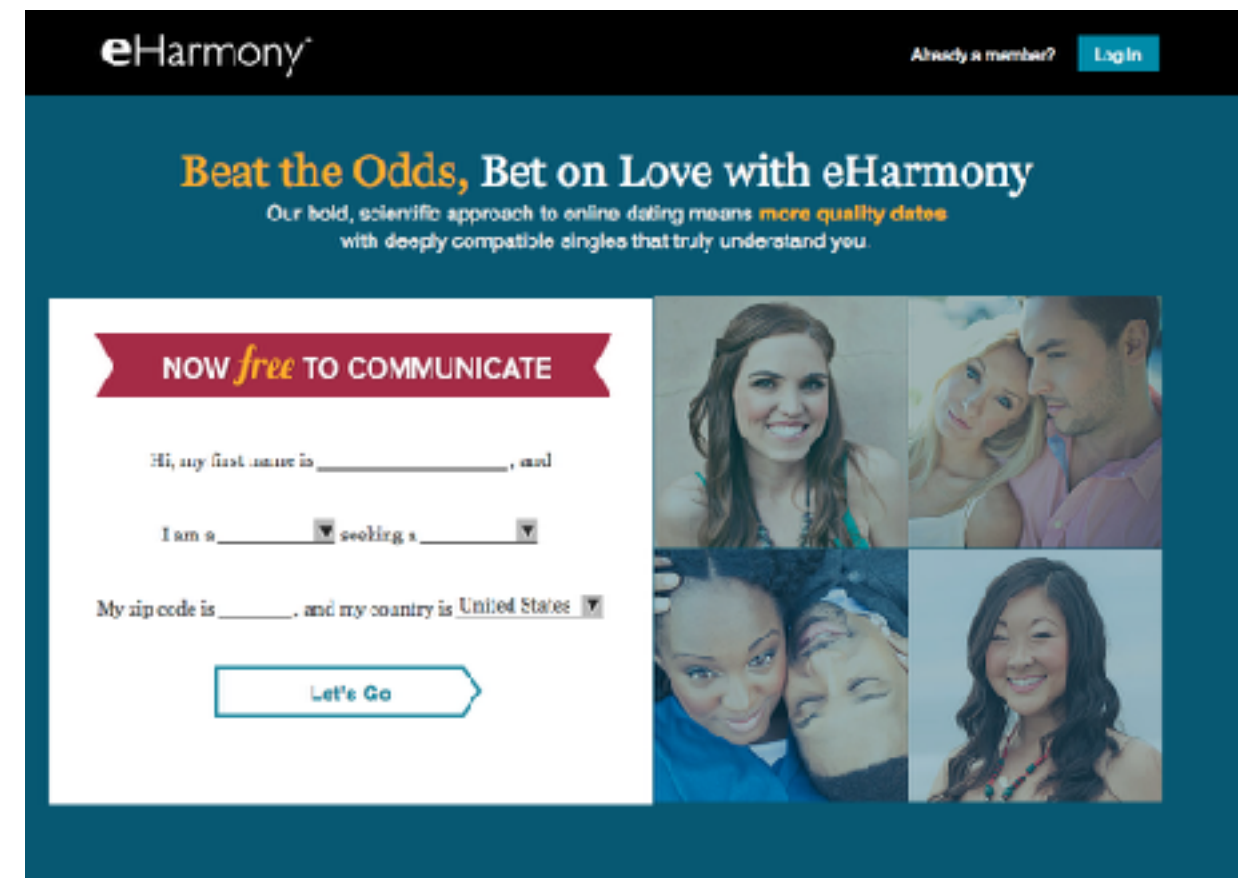 eHarmony
Already a member? Log In
Beat the Odds, Bet on Love with eHarmony
Our bold, scientific approach to online dating means more quality dates
with deeply compatible singles that truly understand you.
NOW free TO COMMUNICATE
Hi, my first name is , and
I am a ▼ seeking a ▼
My zip code is , and my country is United States ▼
Let's Go